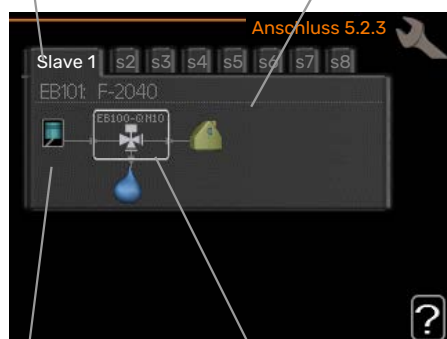 Anschluss 5.2.3
Slave 1 s2 s3 s4 s5 s6 s7 s8
EB101: F-2040
EB100-QN10
?